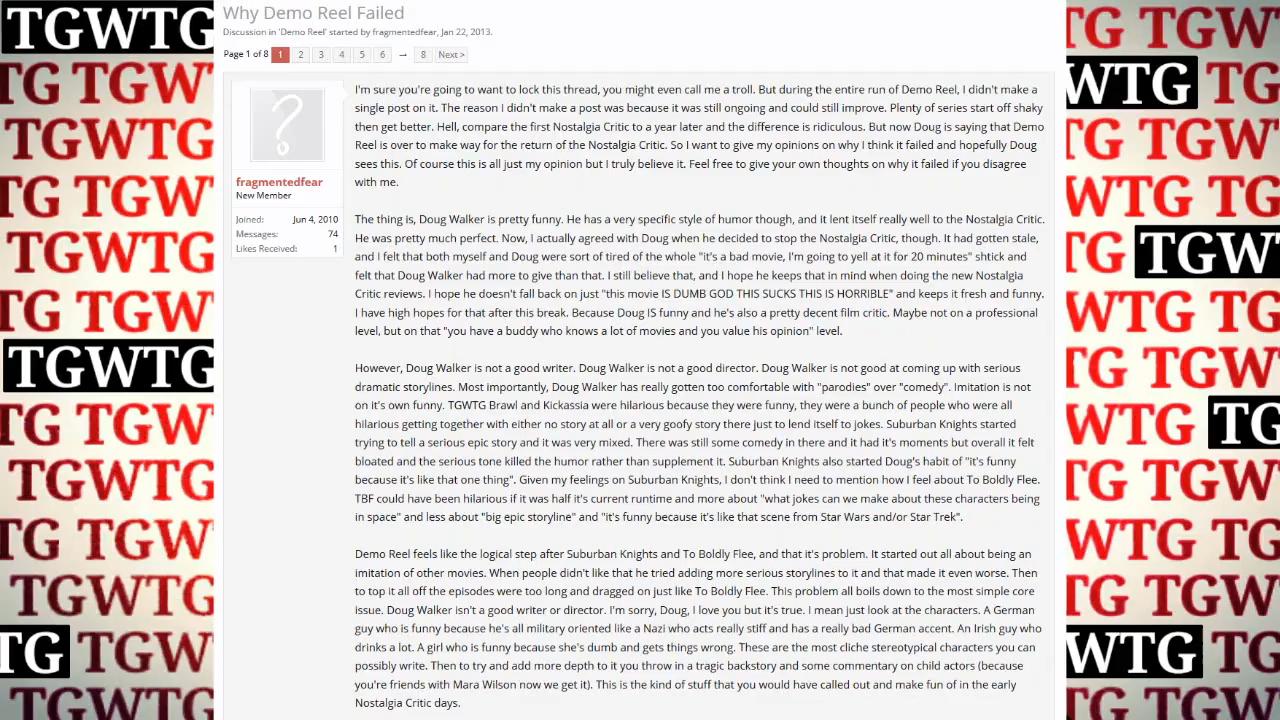 Why Demo Reel Failed
Discussion in 'Demo Reel' started by fragmentedfear, Jan 22, 2013.
Page 1 of 8 1 2 3 4 5 6 → 8 Next >
fragmentedfear
New Member
Joined: Jun 4, 2010
Messages: 74
Likes Received: 1
I'm sure you're going to want to lock this thread, you might even call me a troll. But during the entire run of Demo Reel, I didn't make a
single post on it. The reason I didn't make a post was because it was still ongoing and could still improve. Plenty of series start off shaky
then get better. Hell, compare the first Nostalgia Critic to a year later and the difference is ridiculous. But now Doug is saying that Demo
Reel is over to make way for the return of the Nostalgia Critic. So I want to give my opinions on why I think it failed and hopefully Doug
sees this. Of course this is all just my opinion but I truly believe it. Feel free to give your own thoughts on why it failed if you disagree
with me.
The thing is, Doug Walker is pretty funny. He has a very specific style of humor though, and it lent itself really well to the Nostalgia Critic.
He was pretty much perfect. Now, I actually agreed with Doug when he decided to stop the Nostalgia Critic, though. It had gotten stale,
and I felt that both myself and Doug were sort of tired of the whole "it's a bad movie, I'm going to yell at it for 20 minutes" shtick and
felt that Doug Walker had more to give than that. I still believe that, and I hope he keeps that in mind when doing the new Nostalgia
Critic reviews. I hope he doesn't fall back on just "this movie IS DUMB GOD THIS SUCKS THIS IS HORRIBLE" and keeps it fresh and funny.
I have high hopes for that after this break. Because Doug IS funny and he's also a pretty decent film critic. Maybe not on a professional
level, but on that "you have a buddy who knows a lot of movies and you value his opinion" level.
However, Doug Walker is not a good writer. Doug Walker is not a good director. Doug Walker is not good at coming up with serious
dramatic storylines. Most importantly, Doug Walker has really gotten too comfortable with "parodies" over "comedy". Imitation is not
on it's own funny. TGWTG Brawl and Kickassia were hilarious because they were funny, they were a bunch of people who were all
hilarious getting together with either no story at all or a very goofy story there just to lend itself to jokes. Suburban Knights started
trying to tell a serious epic story and it was very mixed. There was still some comedy in there and it had it's moments but overall it felt
bloated and the serious tone killed the humor rather than supplement it. Suburban Knights also started Doug's habit of "it's funny
because it's like that one thing". Given my feelings on Suburban Knights, I don't think I need to mention how I feel about To Boldly Flee.
TBF could have been hilarious if it was half it's current runtime and more about "what jokes can we make about these characters being
in space" and less about "big epic storyline" and "it's funny because it's like that scene from Star Wars and/or Star Trek".
Demo Reel feels like the logical step after Suburban Knights and To Boldly Flee, and that it's problem. It started out all about being an
imitation of other movies. When people didn't like that he tried adding more serious storylines to it and that made it even worse. Then
to top it all off the episodes were too long and dragged on just like To Boldly Flee. This problem all boils down to the most simple core
issue. Doug Walker isn't a good writer or director. I'm sorry, Doug, I love you but it's true. I mean just look at the characters. A German
guy who is funny because he's all military oriented like a Nazi who acts really stiff and has a really bad German accent. An Irish guy who
drinks a lot. A girl who is funny because she's dumb and gets things wrong. These are the most cliche stereotypical characters you can
possibly write. Then to try and add more depth to it you throw in a tragic backstory and some commentary on child actors (because
you're friends with Mara Wilson now we get it). This is the kind of stuff that you would have called out and make fun of in the early
Nostalgia Critic days.